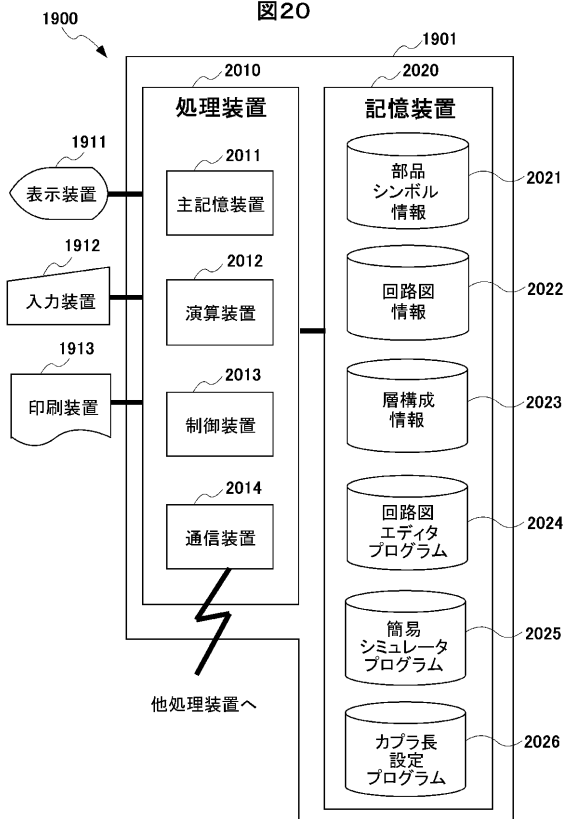 図20
1900
1901
2010
処理装置
2020
記憶装置
1911
表示装置
1912
入力装置
1913
印刷装置
2011
主記憶装置
2012
演算装置
2013
制御装置
2014
通信装置
他処理装置へ
部品
シンボル
情報
2021
回路図
情報
2022
層構成
情報
2023
回路図
エディタ
プログラム
2024
簡易
シミュレータ
プログラム
2025
カプラ長
設定
プログラム
2026